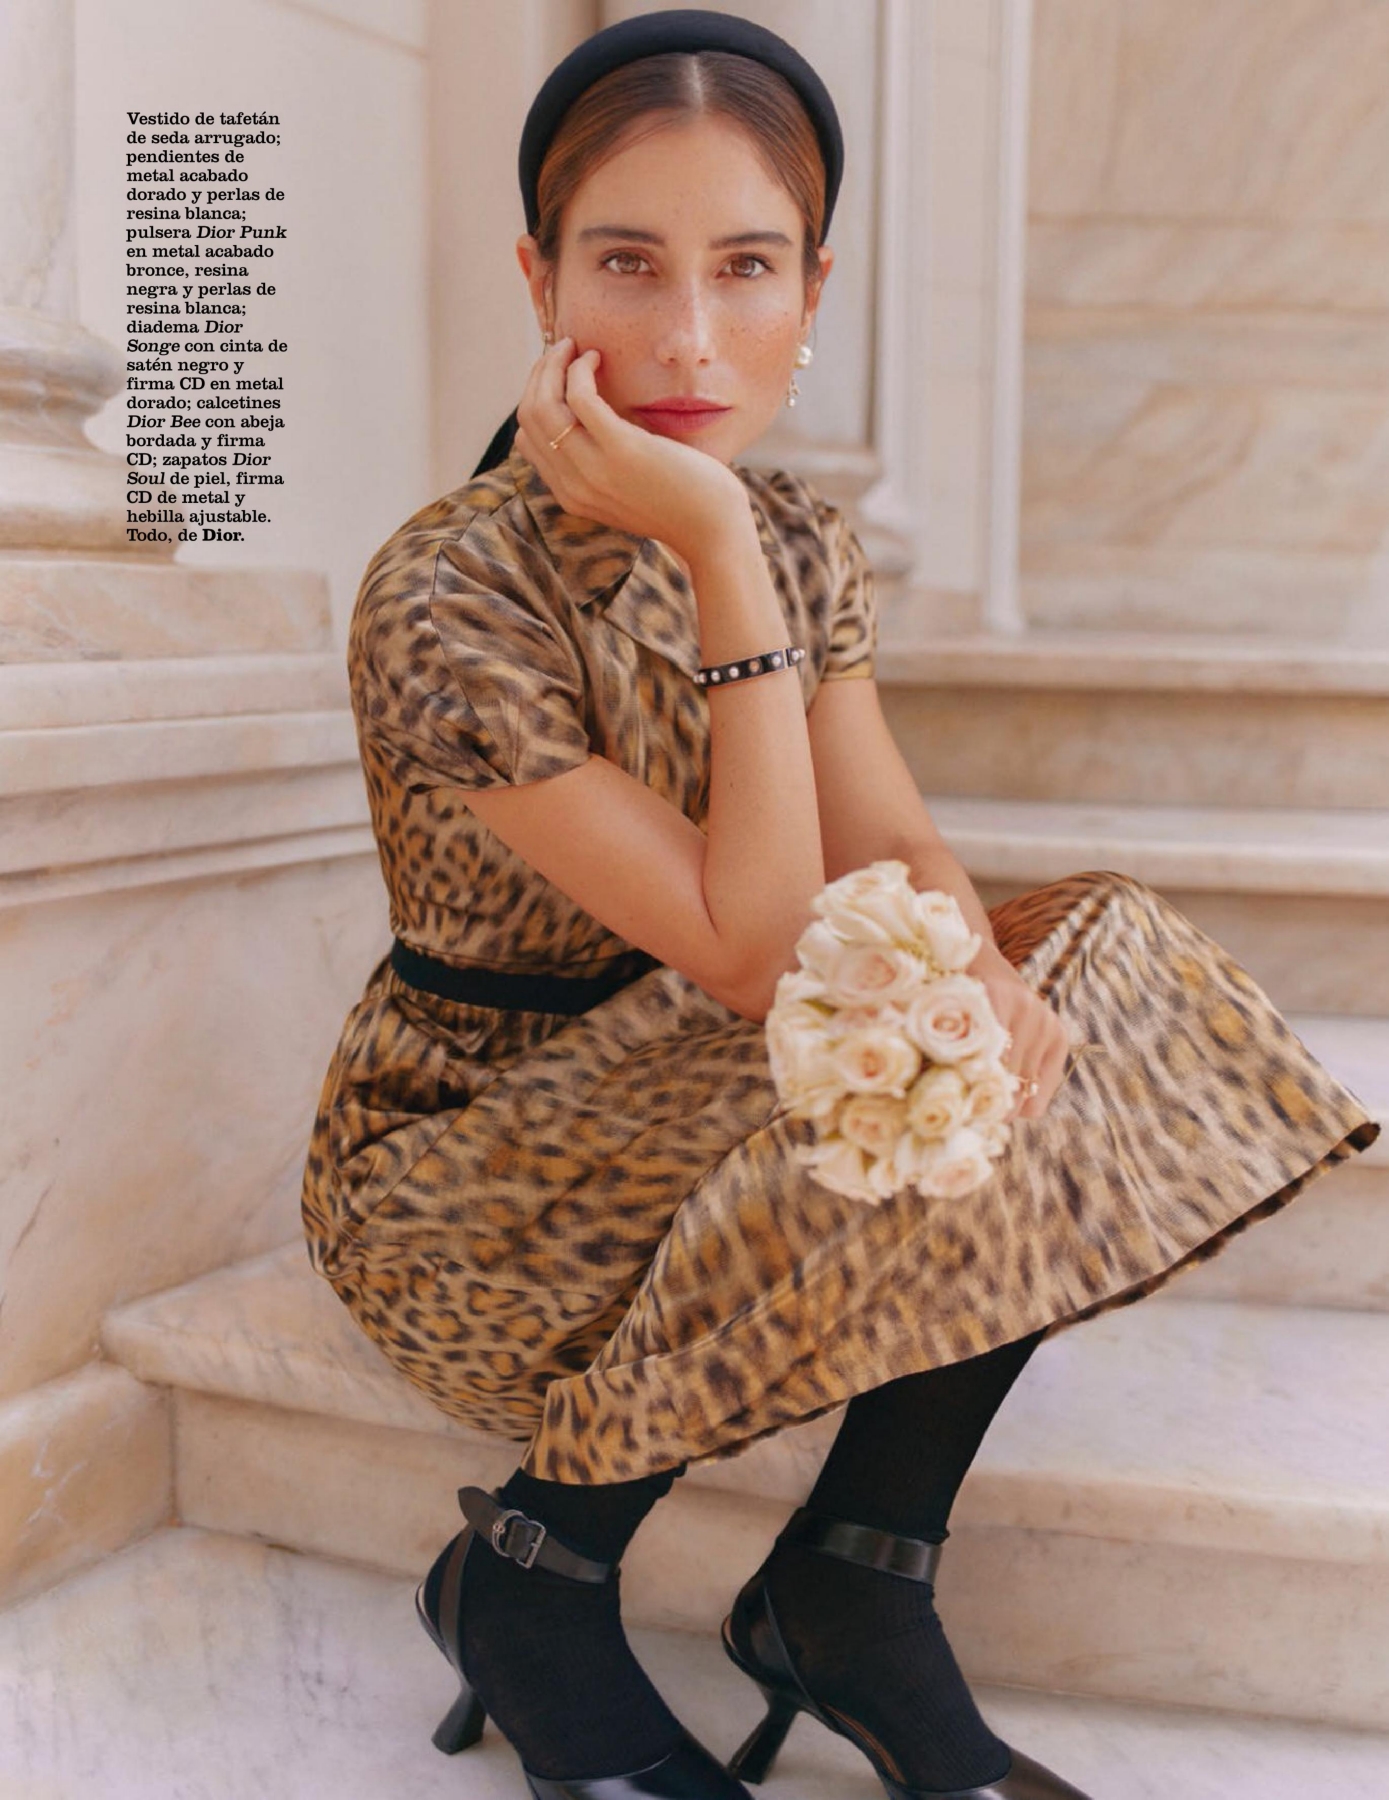 Vestido de tafetán
de seda arrugado;
pendientes de
metal acabado
dorado y perlas de
resina blanca;
pulsera Dior Punk
en metal acabado
bronce, resina
negra y perlas de
resina blanca;
diadema Dior
Songe con cinta de
satén negro y
firma CD en metal
dorado; calcetines
Dior Bee con abeja
bordada y firma
CD; zapatos Dior
Soul de piel, firma
CD de metal y
hebilla ajustable.
Todo, de Dior.